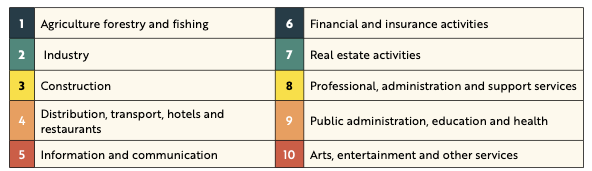 1 Agriculture forestry and fishing
6 Financial and insurance activities
2 Industry
7 Real estate activities
3 Construction
8 Professional, administration and support services
4 Distribution, transport, hotels and
restaurants
9 Public administration, education and health
5 Information and communication
10 Arts, entertainment and other services